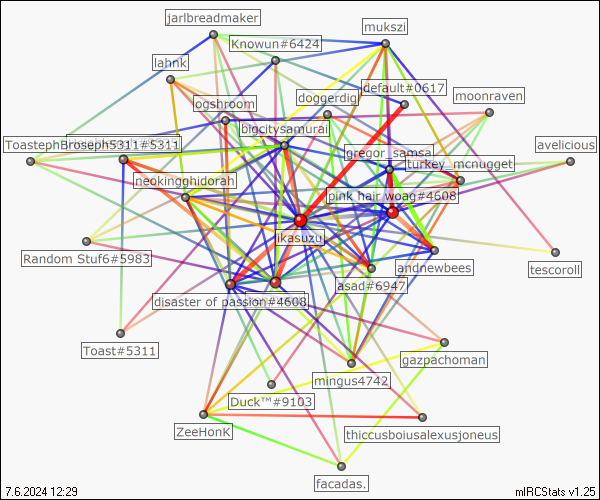 jarlbreadmaker
mukszi
Knowun#6424
lahnk
default#0617
moonraven
ogshroom
doggerdig
bigcitysamurai
Broseph5311#5311
avelicious
gregor_samsa
turkey_mcnugget
neokingghidorah
pink hair woag#4608
ikasuzu
Random Stuf6#5983
andnewbees
tescoroll
asad#6947
disaster of passion#4608
Toast#5311
gazpachoman
mingus4742
Duck™#9103
ZeeHonK
thiccusboiusalexusjoneus
facadas.
7.6.2024 12:29
mIRCStats v1.25